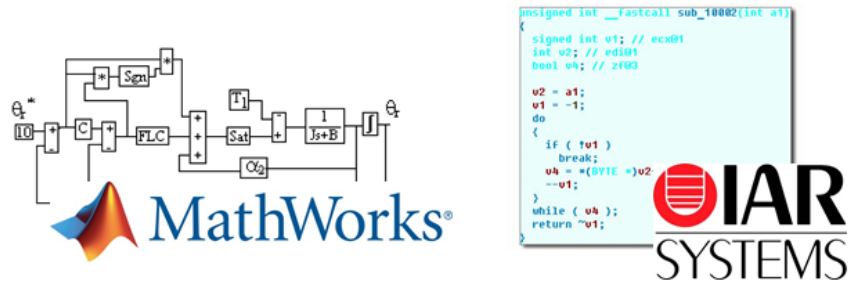 *
Sgn
*
θr*
10
+
-
C
+
-
FLC
+
+
+
Sat
T1
-
+
1
Js+B
∫
θr
α2
MathWorks®
unsigned int __fastcall sub_10002(int a1)
{
signed int v1; // ecx@1
int v2; // edi@1
bool v4; // zf@3
v2 = a1;
v1 = -1;
do
{
if ( !v1 )
break;
v4 = *(BYTE *)v2
--v1;
}
while ( v4 );
return ~v1;
}
IAR
SYSTEMS